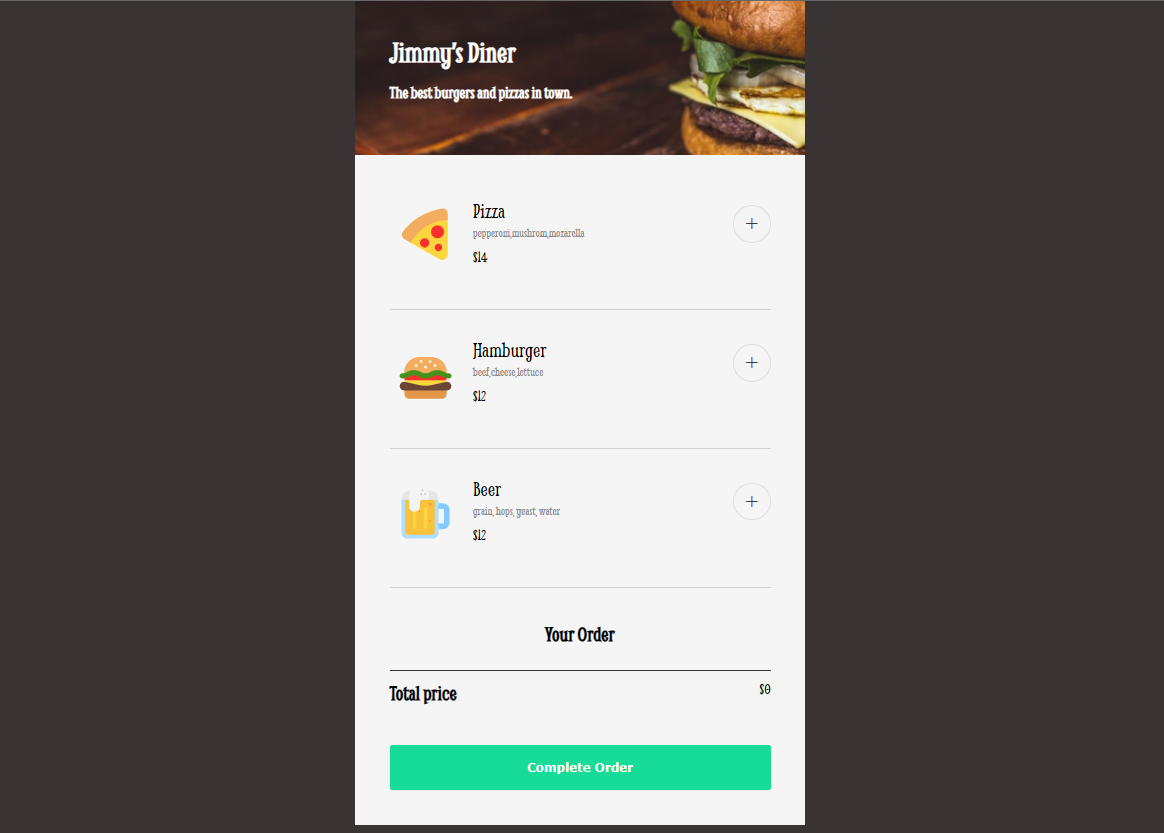 Jimmy's Diner
The best burgers and pizzas in town.
Pizza
pepperoni,mushrom,mozarella
$14
+
Hamburger
beef,cheese,lettuce
$12
+
Beer
grain, hops, yeast, water
$12
+
Your Order
Total price
$0
Complete Order